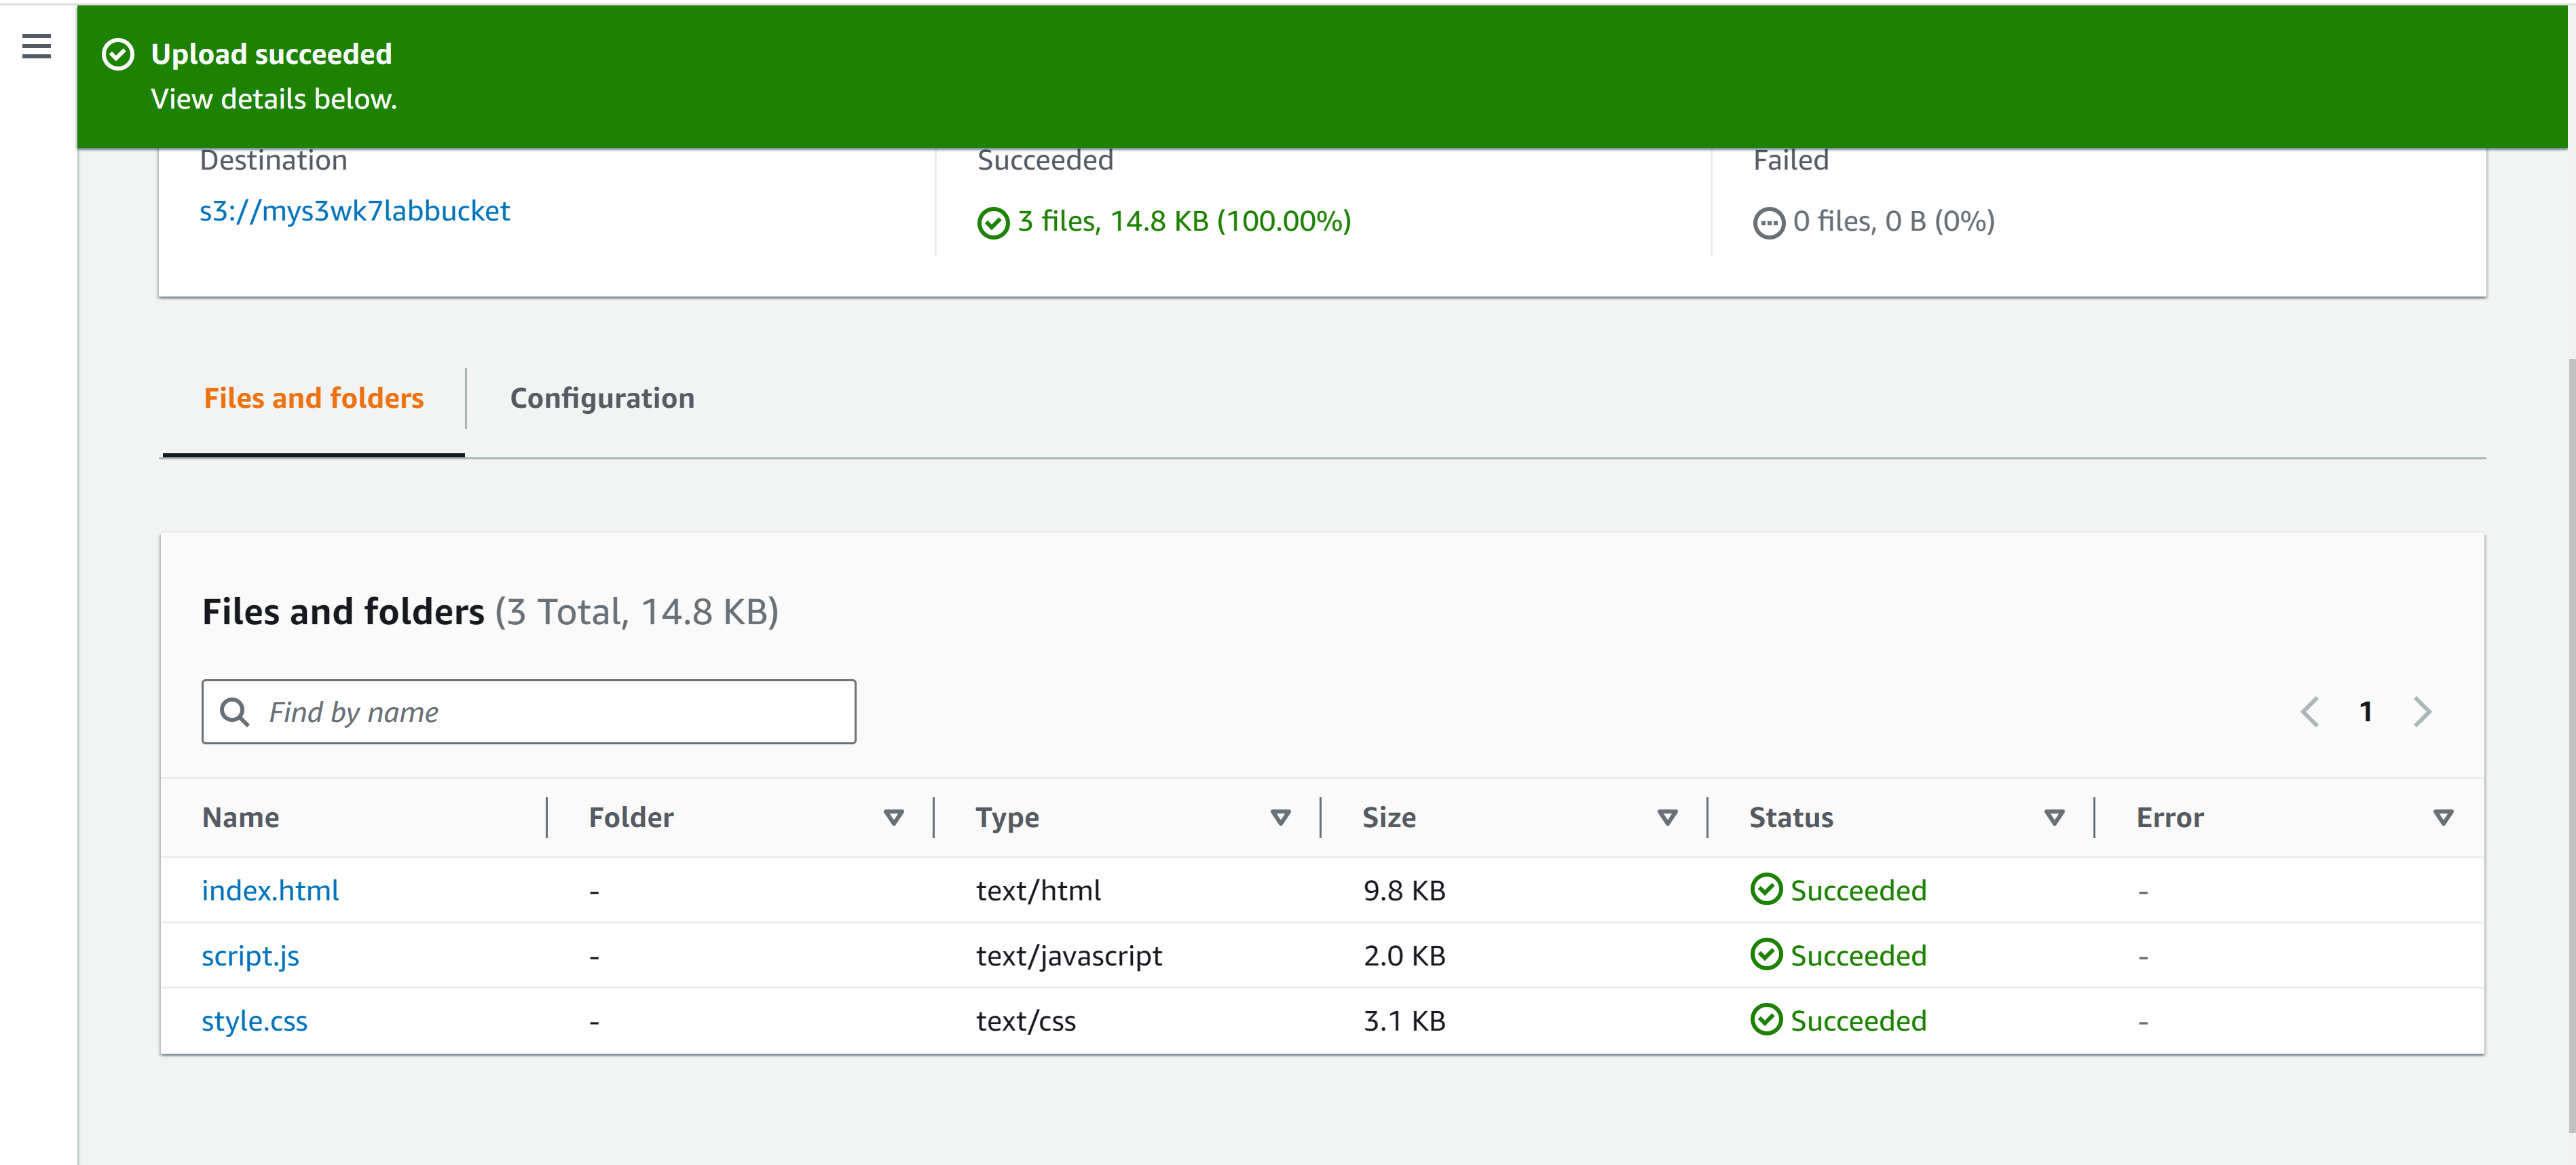 Upload succeeded
View details below.
Destination Succeeded Failed
s3://mys3wk7labbucket 3 files, 14.8 KB (100.00%) 0 files, 0 B (0%)
Files and folders Configuration
Files and folders (3 Total, 14.8 KB)
Find by name 1
Name Folder Type Size Status Error
index.html - text/html 9.8 KB Succeeded -
script.js - text/javascript 2.0 KB Succeeded -
style.css - text/css 3.1 KB Succeeded -